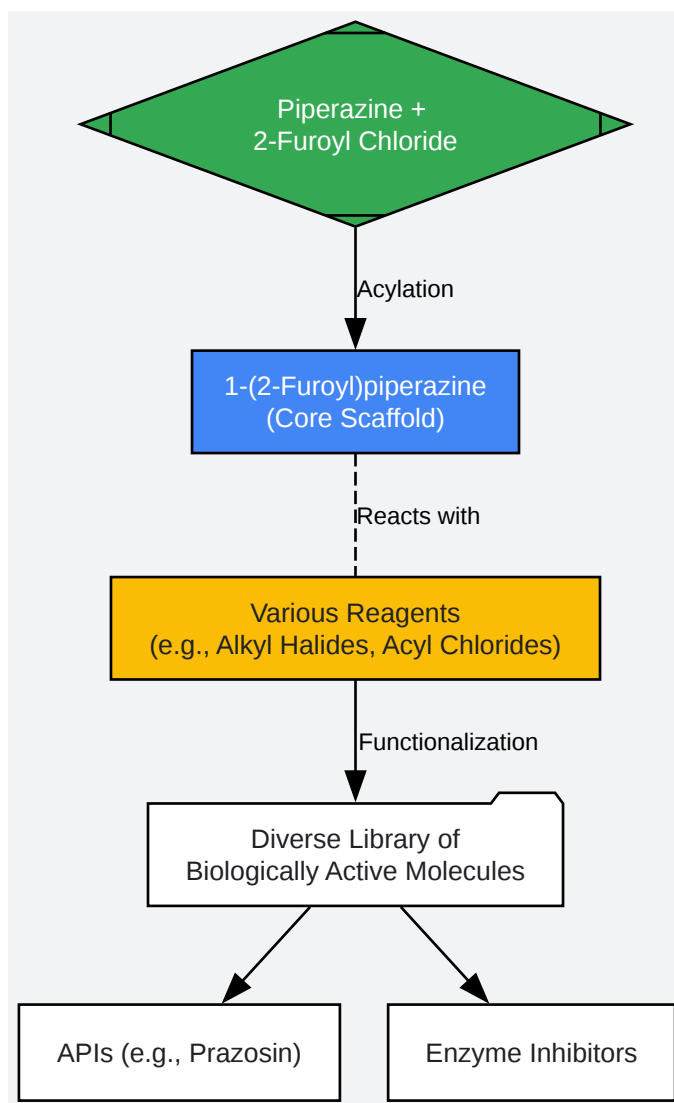 Piperazine +
2-Furoyl Chloride
Acylation
1-(2-Furoyl)piperazine
(Core Scaffold)
Reacts with
Various Reagents
(e.g., Alkyl Halides, Acyl Chlorides)
Functionalization
Diverse Library of
Biologically Active Molecules
APIs (e.g., Prazosin)
Enzyme Inhibitors